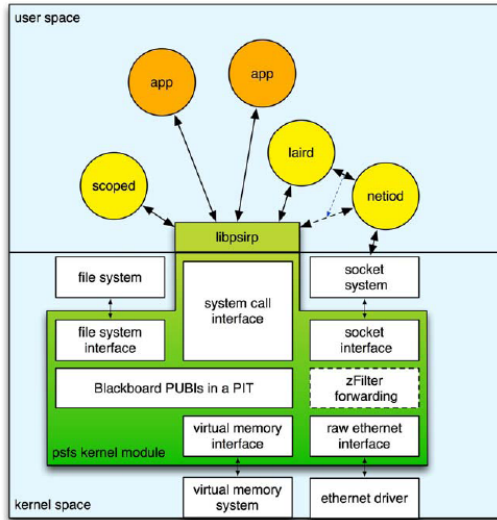 user space
app
app
laird
scoped
netiod
libpsirp
file system
socket
system
system call
interface
file system
interface
socket
interface
Blackboard PUBIs in a PIT
zFilter
forwarding
virtual memory
interface
raw ethernet
interface
psfs kernel module
virtual memory
system
ethernet driver
kernel space